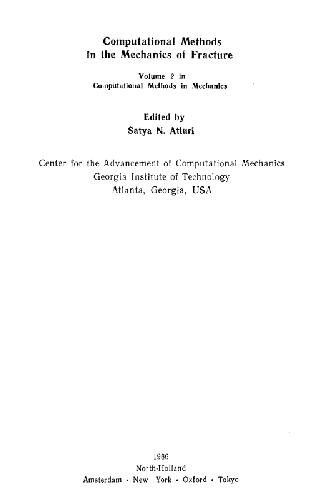 Computational Methods
in the Mechanics of Fracture
Volume 2 in
Computational Methods in Mechanics
Edited by
Satya N. Atluri
Center for the Advancement of Computational Mechanics
Georgia Institute of Technology
Atlanta, Georgia, USA
1986
North-Holland
Amsterdam · New York · Oxford · Tokyo